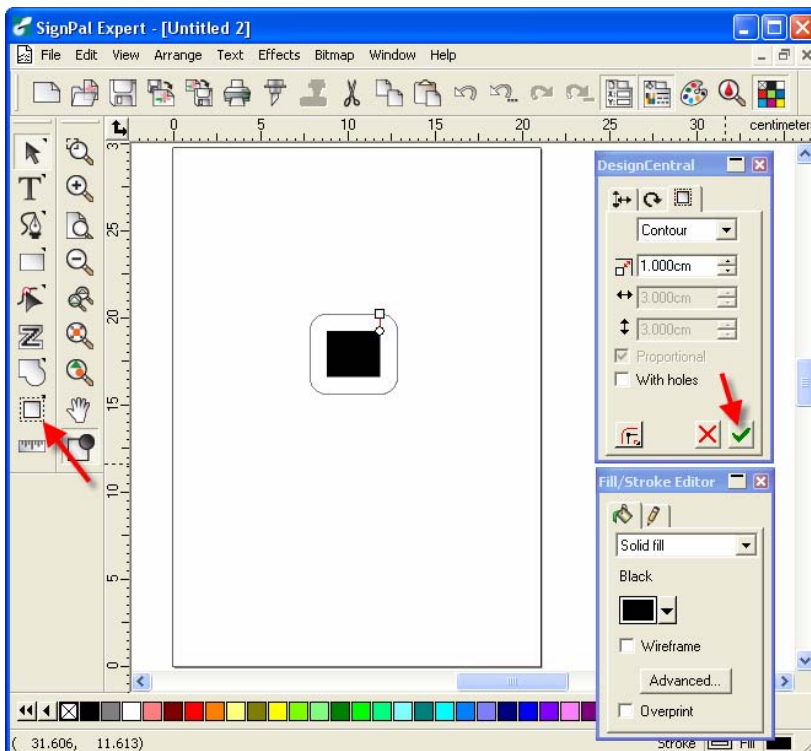 SignPal Expert - [Untitled 2]
File Edit View Arrange Text Effects Bitmap Window Help
0 5 10 15 20 25 30 centimeter
25
20
15
10
5
0
DesignCentral
Contour
1.000cm
3.000cm
3.000cm
Proportional
With holes
Fill/Stroke Editor
Solid fill
Black
Wireframe
Advanced...
Overprint
( 31.606, 11.613)
Stroke Fill